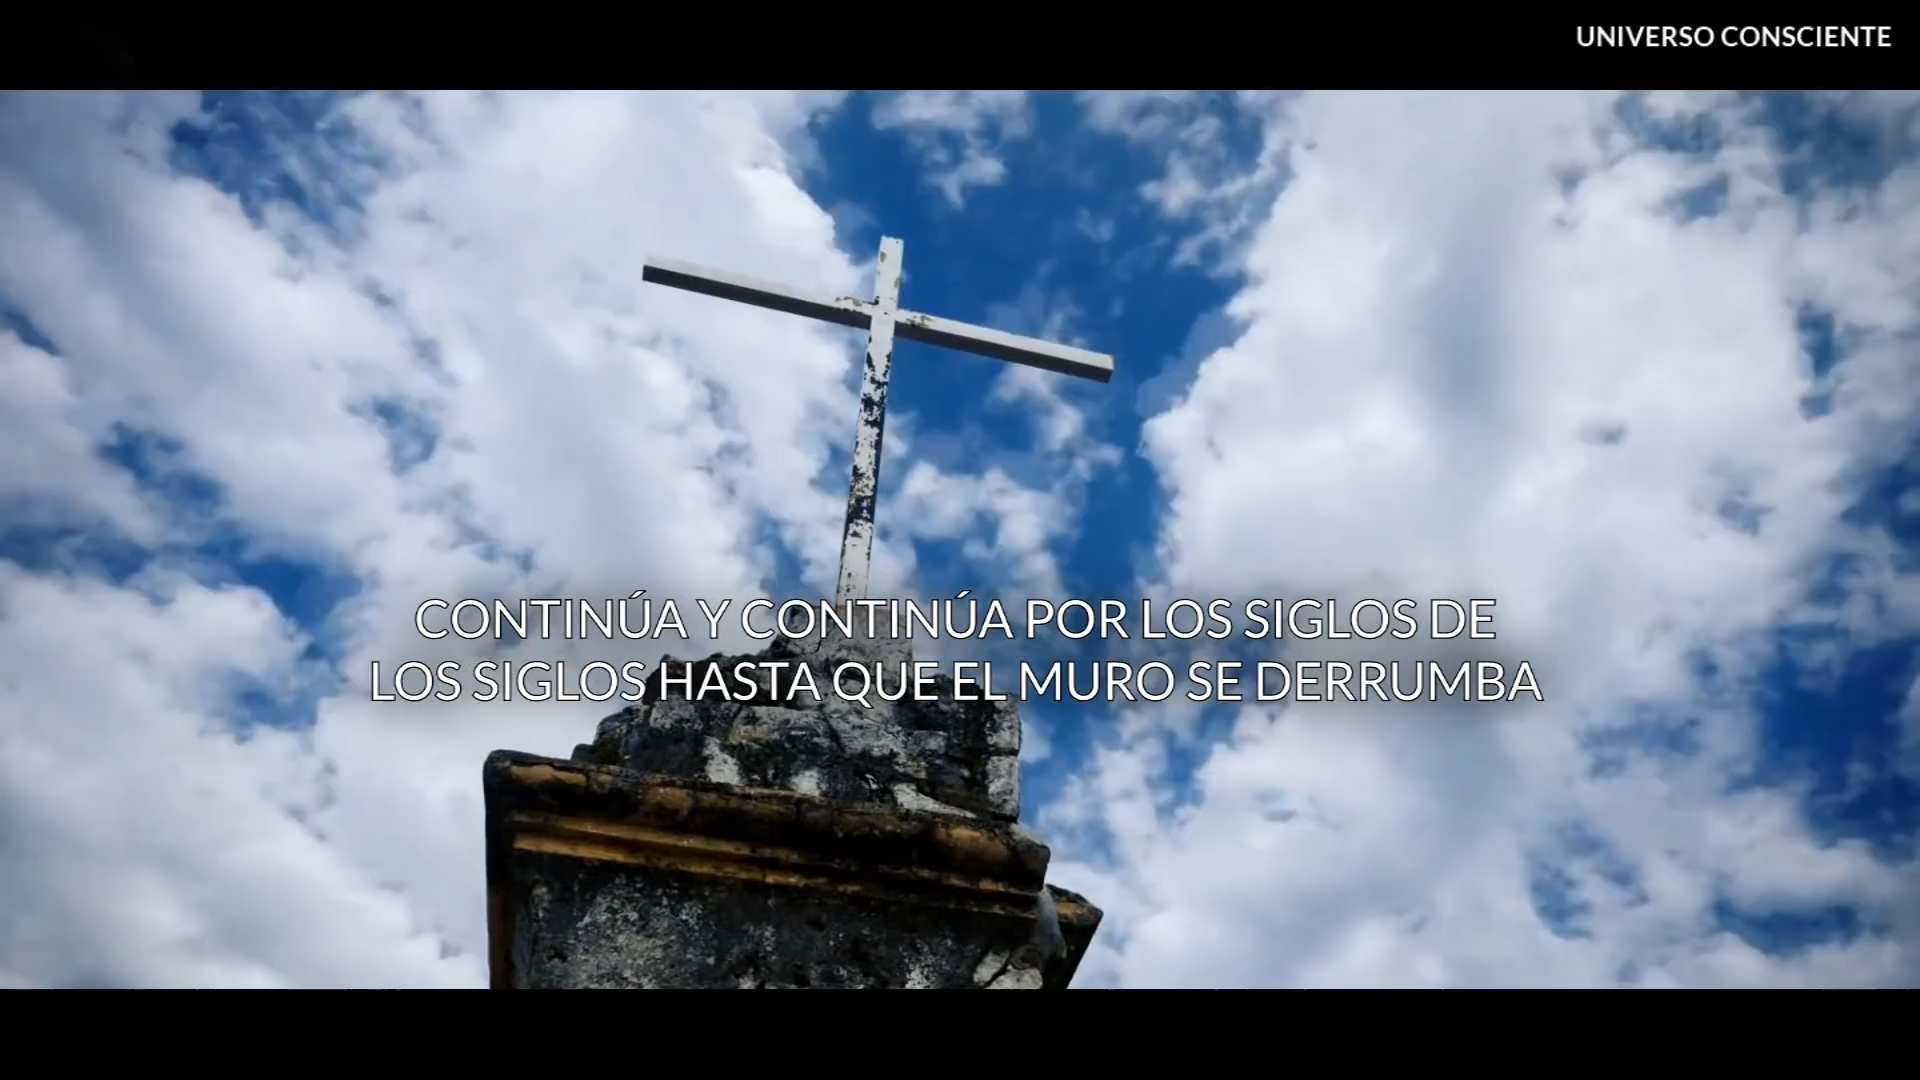 UNIVERSO CONSCIENTE
CONTINÚA Y CONTINÚA POR LOS SIGLOS DE
LOS SIGLOS HASTA QUE EL MURO SE DERRUMBA